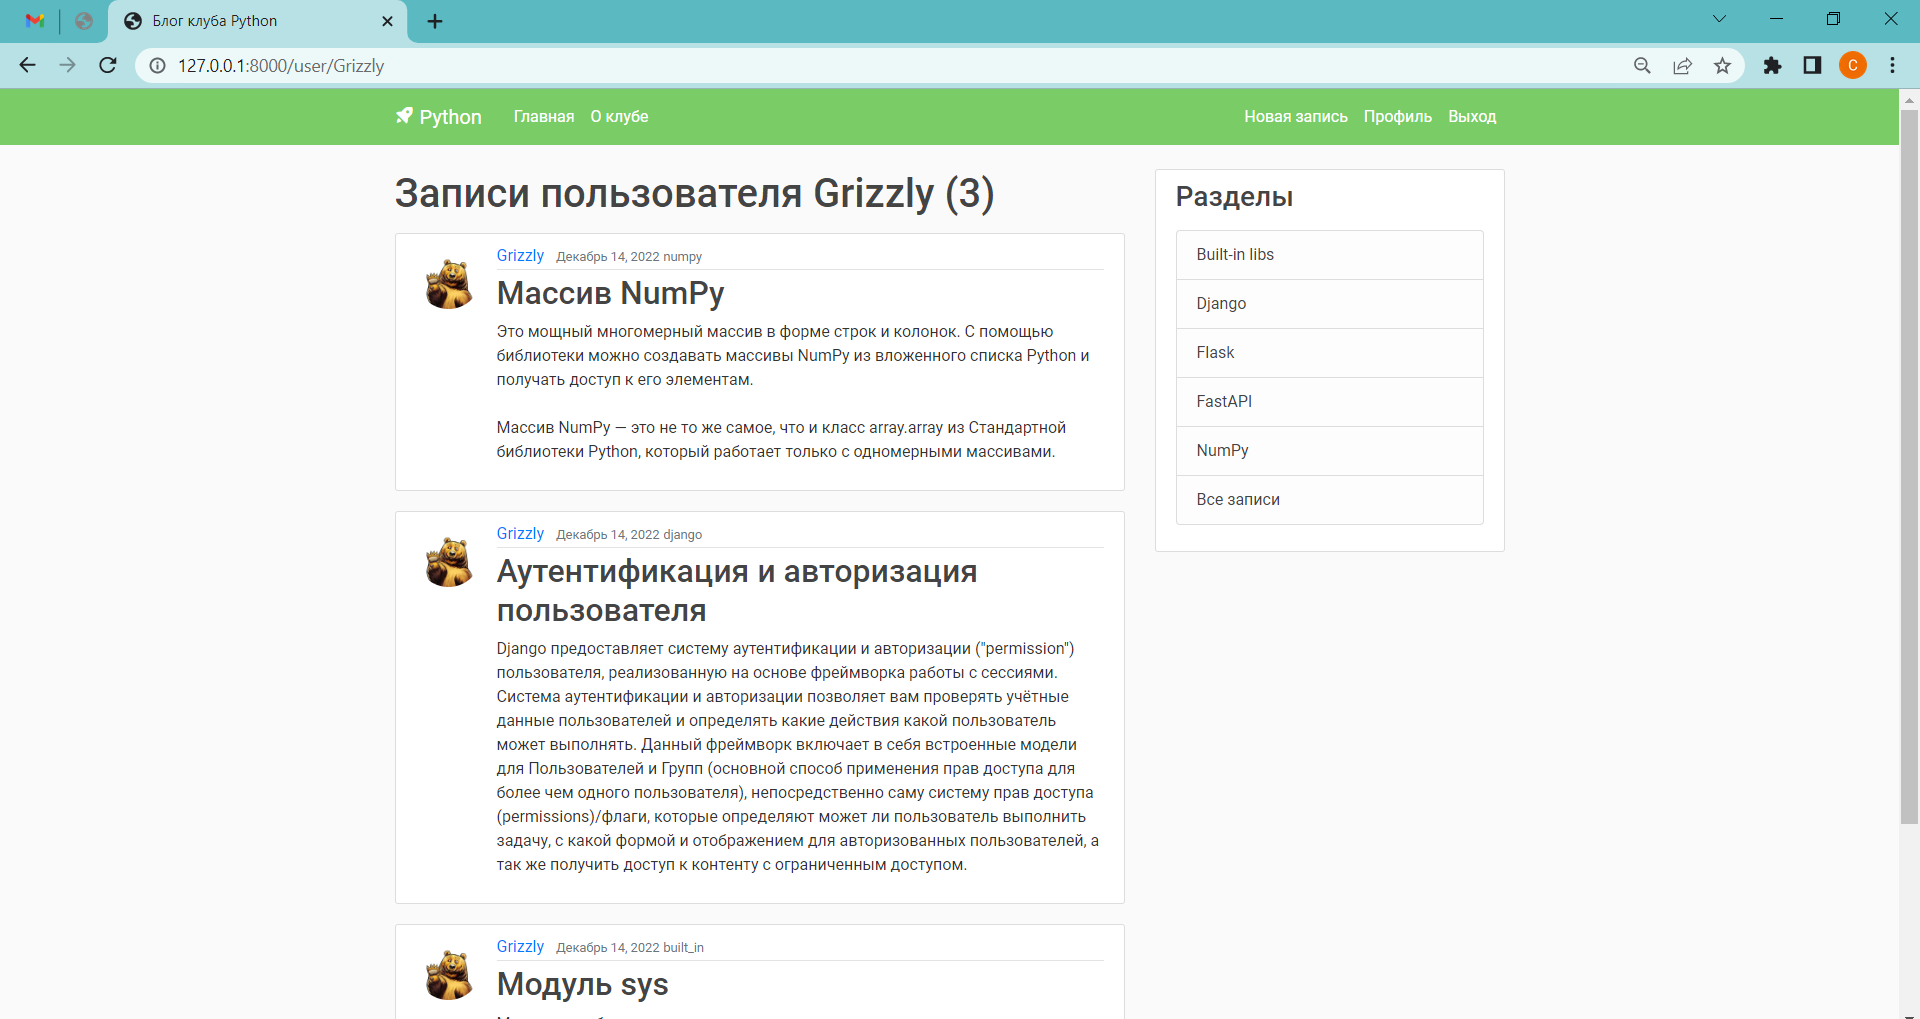 Блог клуба Python
127.0.0.1:8000/user/Grizzly
C
Python Главная О клубе Новая запись Профиль Выход
Записи пользователя Grizzly (3)
Grizzly Декабрь 14, 2022 numpy
Массив NumPy
Это мощный многомерный массив в форме строк и колонок. С помощью
библиотеки можно создавать массивы NumPy из вложенного списка Python и
получать доступ к его элементам.
Массив NumPy — это не то же самое, что и класс array.array из Стандартной
библиотеки Python, который работает только с одномерными массивами.
Grizzly Декабрь 14, 2022 django
Аутентификация и авторизация
пользователя
Django предоставляет систему аутентификации и авторизации ("permission")
пользователя, реализованную на основе фреймворка работы с сессиями.
Система аутентификации и авторизации позволяет вам проверять учётные
данные пользователей и определять какие действия какой пользователь
может выполнять. Данный фреймворк включает в себя встроенные модели
для Пользователей и Групп (основной способ применения прав доступа для
более чем одного пользователя), непосредственно саму систему прав доступа
(permissions)/флаги, которые определяют может ли пользователь выполнить
задачу, с какой формой и отображением для авторизованных пользователей, а
так же получить доступ к контенту с ограниченным доступом.
Grizzly Декабрь 14, 2022 built_in
Модуль sys
Разделы
Built-in libs
Django
Flask
FastAPI
NumPy
Все записи